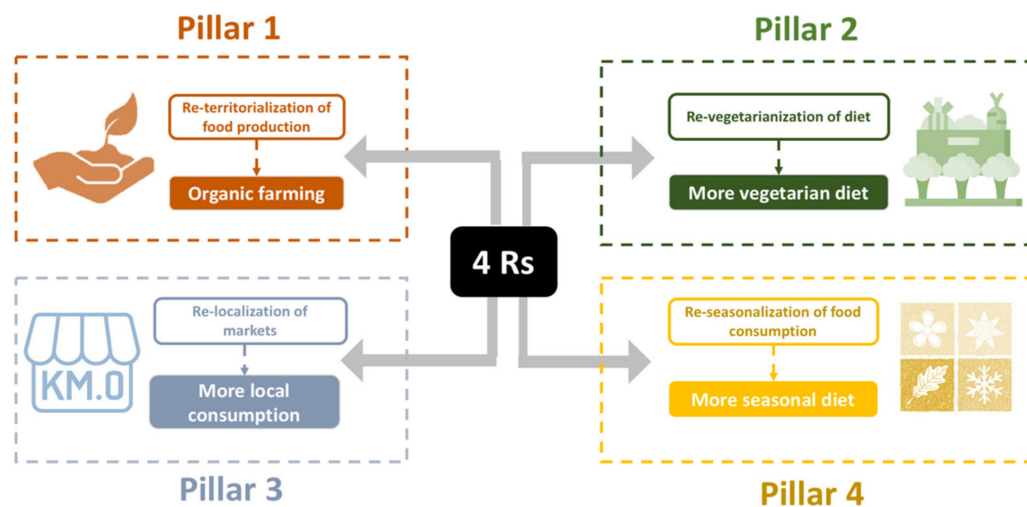 Pillar 1
Re-territorialization of
food production
Organic farming
Pillar 2
Re-vegetarianization of diet
More vegetarian diet
4 Rs
Re-localization of
markets
KM.0
More local
consumption
Pillar 3
Re-seasonalization of food
consumption
More seasonal diet
Pillar 4